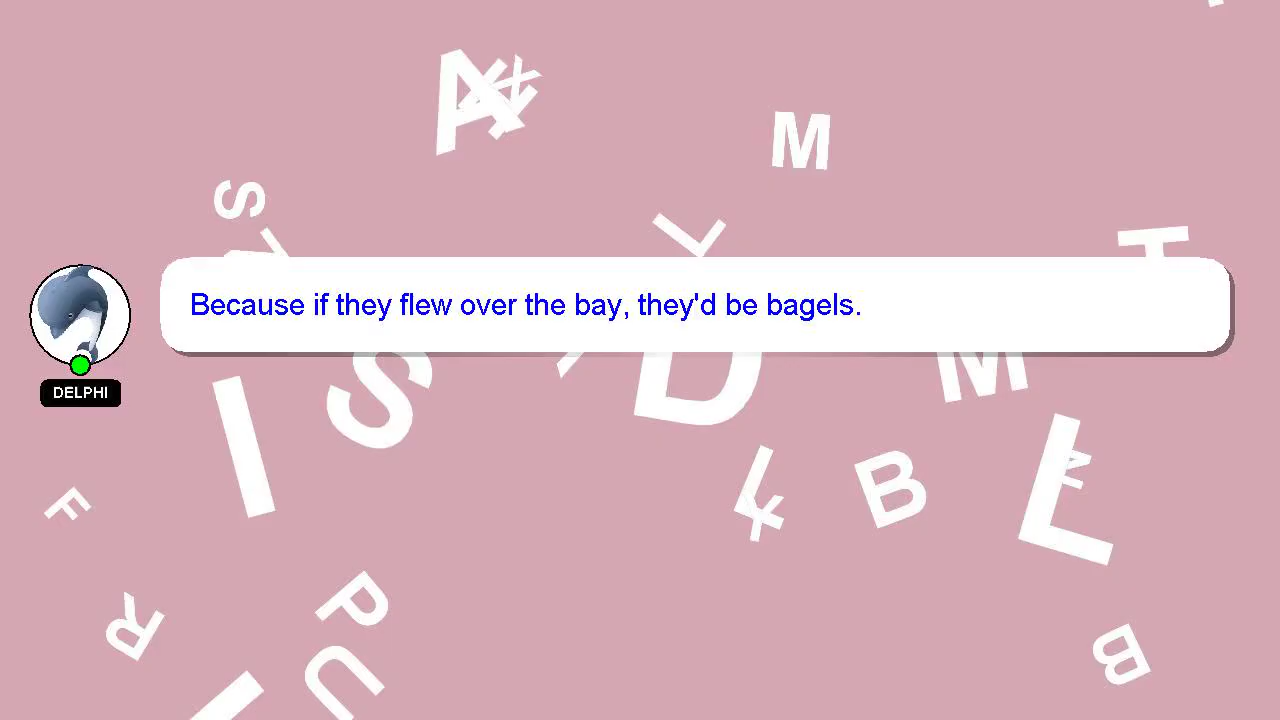 A
M
S
L
Because if they flew over the bay, they'd be bagels.
DELPHI
I
S
D
M
L
L
Y
B
N
F
P
R
U
B